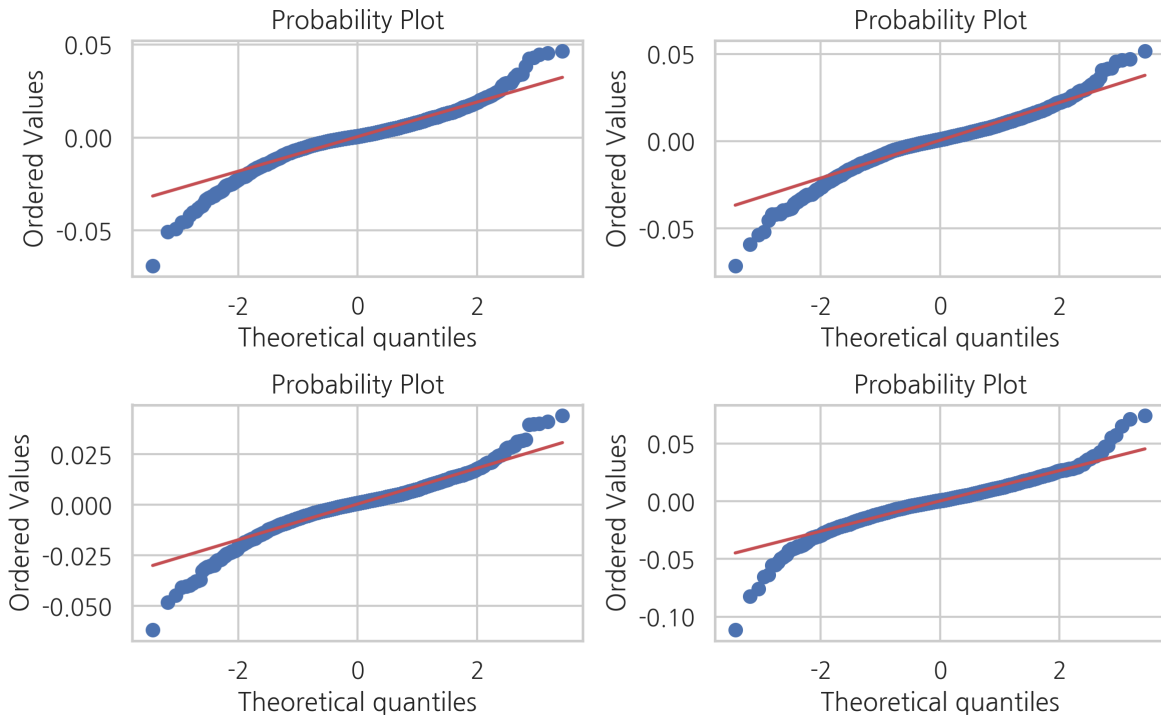 Probability Plot
Ordered Values
0.05
0.00
-0.05
-2 0 2
Theoretical quantiles
Probability Plot
Ordered Values
0.05
0.00
-0.05
-2 0 2
Theoretical quantiles
Probability Plot
Ordered Values
0.025
0.000
-0.025
-0.050
-2 0 2
Theoretical quantiles
Probability Plot
Ordered Values
0.05
0.00
-0.05
-0.10
-2 0 2
Theoretical quantiles